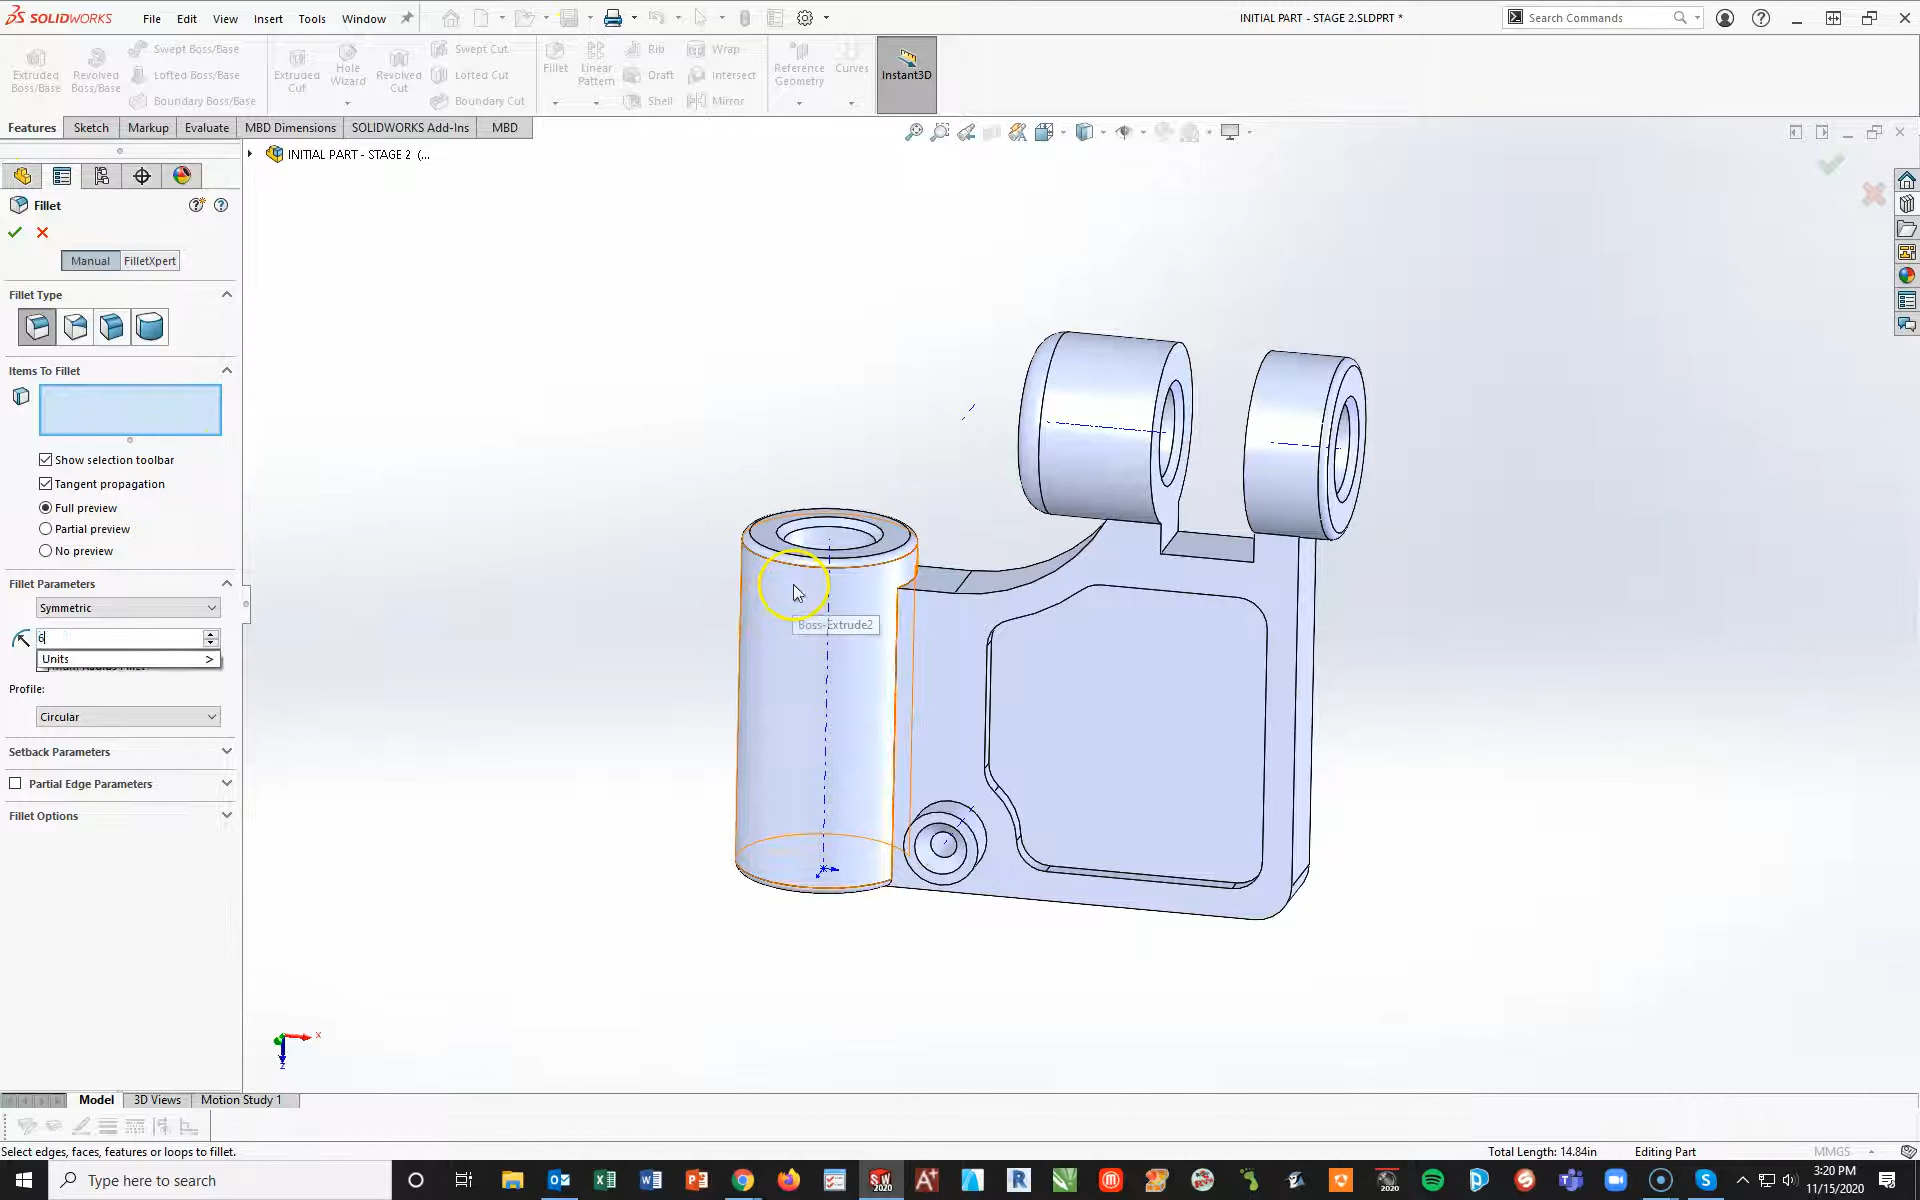 SOLIDWORKS File Edit View Insert Tools Window INITIAL PART - STAGE 2.SLDPRT * Search Commands
Extruded Boss/Base Revolved Boss/Base Swept Boss/Base Lofted Boss/Base Boundary Boss/Base
Extruded Cut Hole Wizard Revolved Cut Swept Cut Lofted Cut Boundary Cut
Fillet Linear Pattern Rib Draft Shell Wrap Intersect Mirror
Reference Geometry Curves Instant3D
Features Sketch Markup Evaluate MBD Dimensions SOLIDWORKS Add-Ins MBD
INITIAL PART - STAGE 2 (...
Fillet
Manual FilletXpert
Fillet Type
Items To Fillet
Show selection toolbar
Tangent propagation
Full preview
Partial preview
No preview
Fillet Parameters
Symmetric
6
Units >
Profile:
Circular
Setback Parameters
Partial Edge Parameters
Fillet Options
Boss-Extrude2
X
Z
Model 3D Views Motion Study 1
Select edges, faces, features or loops to fillet. Total Length: 14.84in Editing Part MMGS
Type here to search
3:20 PM
11/15/2020